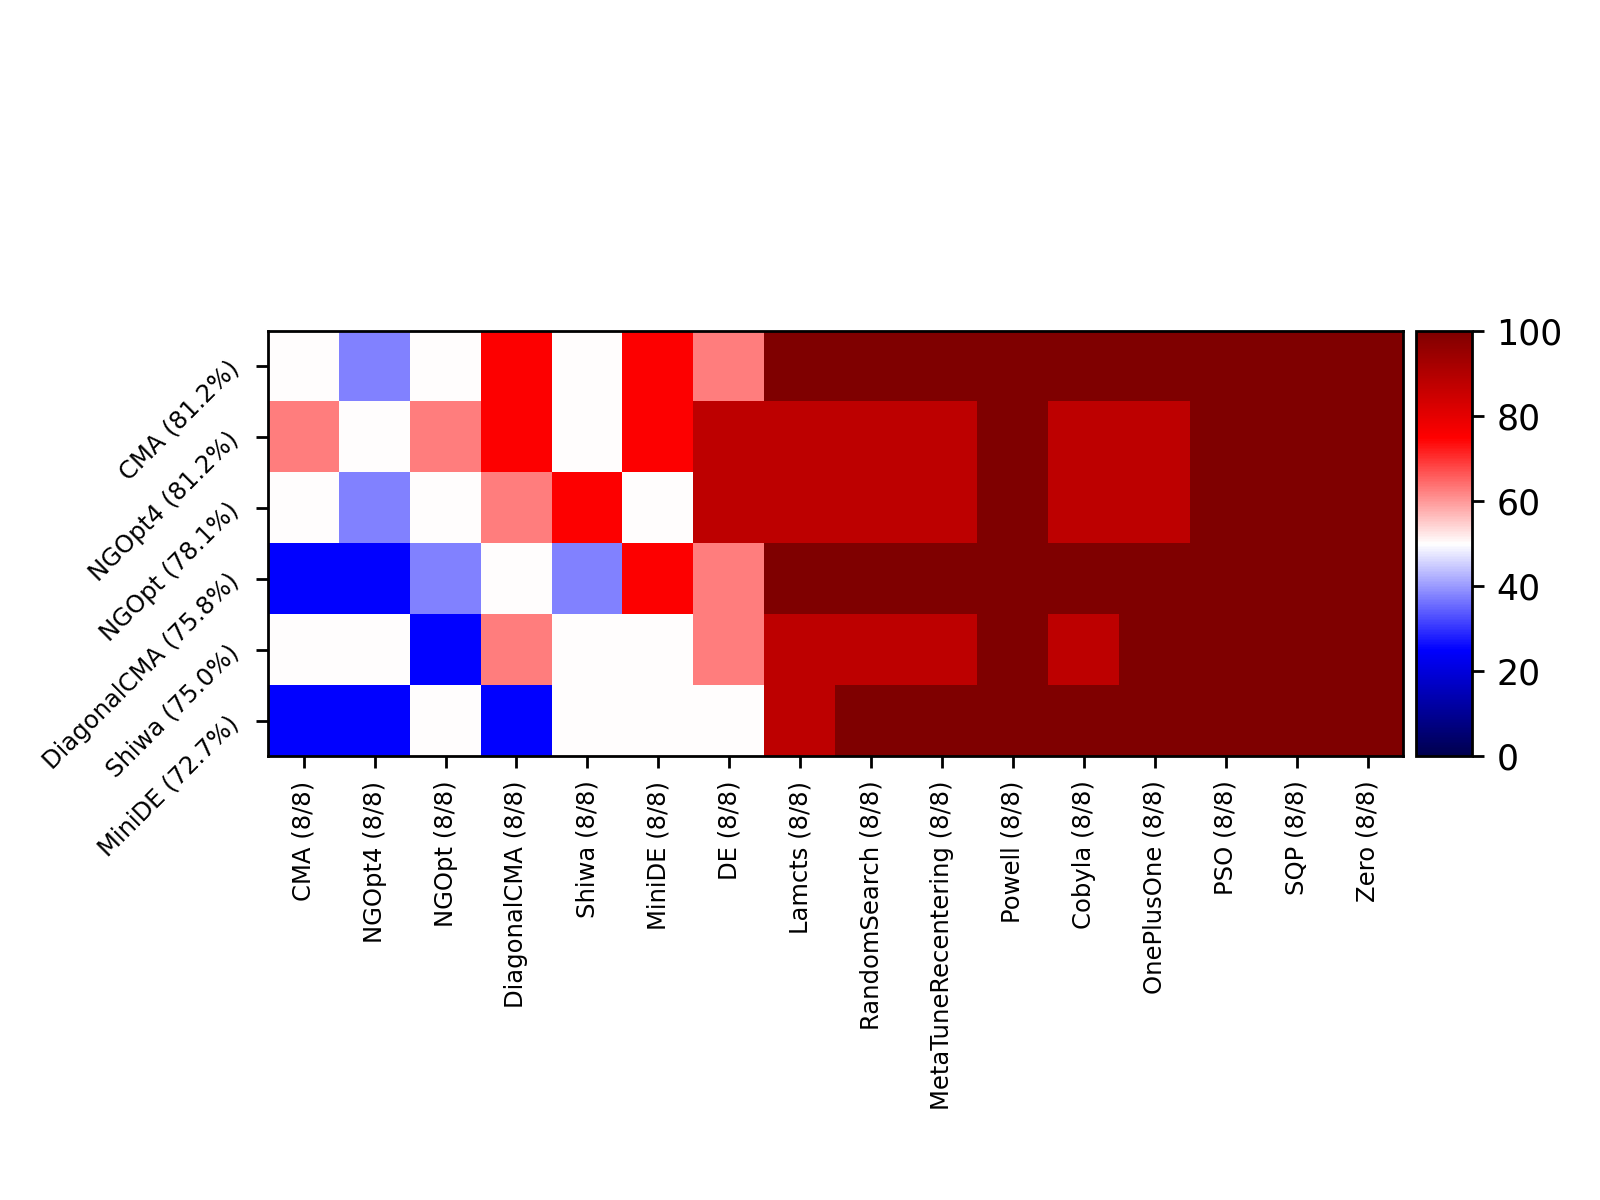 CMA (81.2%)
NGOpt4 (81.2%)
NGOpt (78.1%)
DiagonalCMA (75.8%)
Shiwa (75.0%)
MiniDE (72.7%)
CMA (8/8)
NGOpt4 (8/8)
NGOpt (8/8)
DiagonalCMA (8/8)
Shiwa (8/8)
MiniDE (8/8)
DE (8/8)
Lamcts (8/8)
RandomSearch (8/8)
MetaTuneRecentering (8/8)
Powell (8/8)
Cobyla (8/8)
OnePlusOne (8/8)
PSO (8/8)
SQP (8/8)
Zero (8/8)
100
80
60
40
20
0